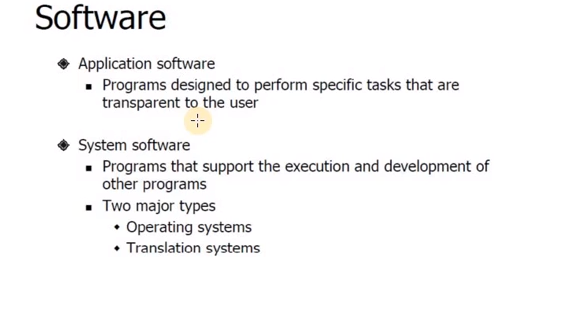 Software
Application software
Programs designed to perform specific tasks that are
transparent to the user
System software
Programs that support the execution and development of
other programs
Two major types
Operating systems
Translation systems